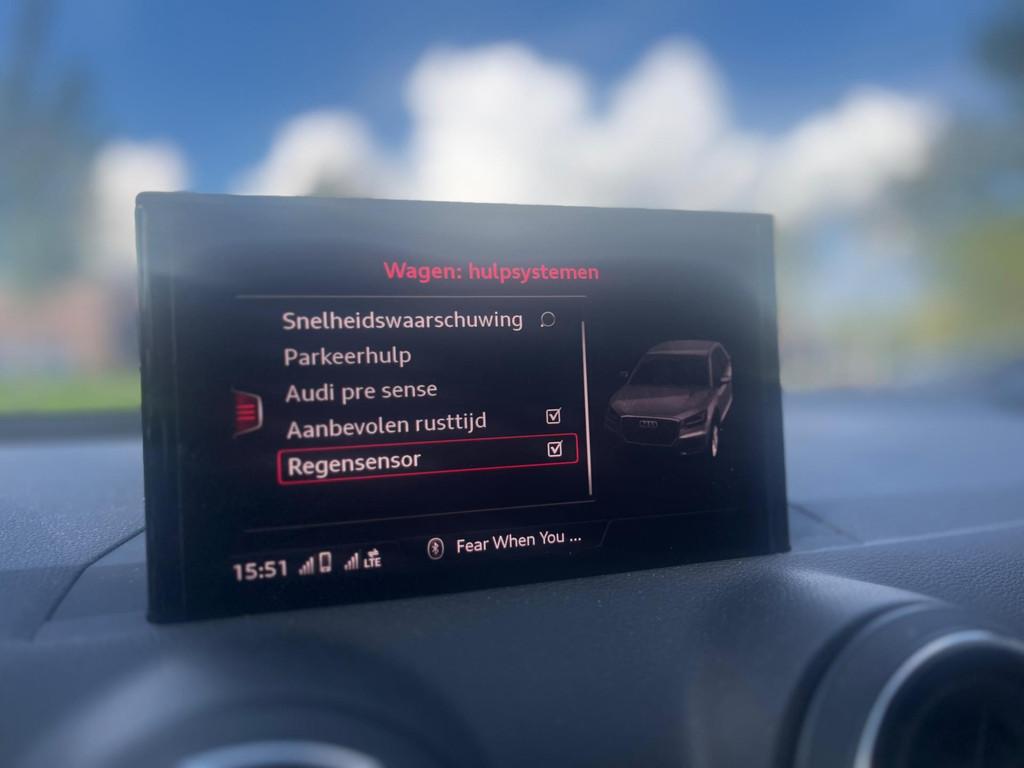 Wagen: hulpsystemen
Snelheidswaarschuwing
Parkeerhulp
Audi pre sense
Aanbevolen rusttijd
Regensensor
Fear When You ...
15:51 LTE